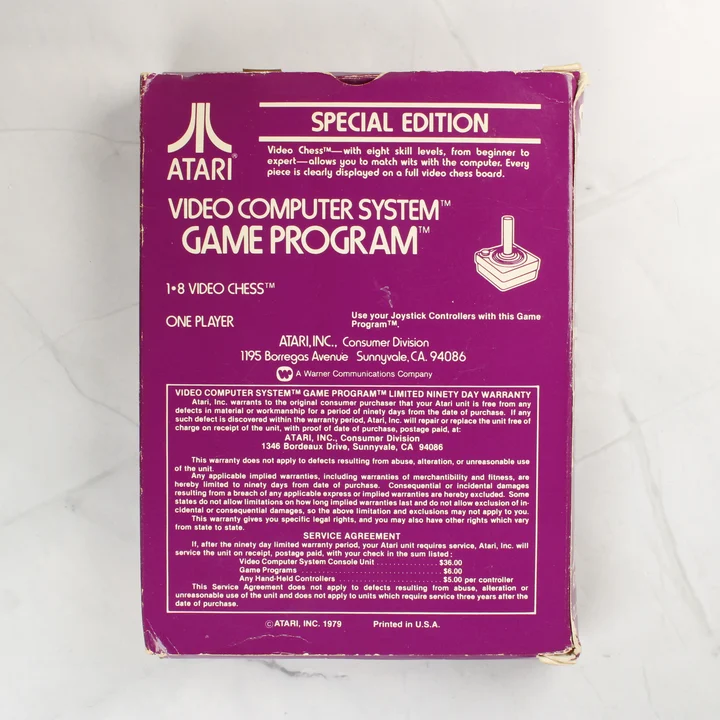 SPECIAL EDITION
Video Chess™—with eight skill levels, from beginner to
expert—allows you to match wits with the computer. Every
piece is clearly displayed on a full video chess board.
ATARI®
VIDEO COMPUTER SYSTEM™
GAME PROGRAM™
1•8 VIDEO CHESS™
ONE PLAYER
Use your Joystick Controllers with this Game
Program™.
ATARI, INC., Consumer Division
1195 Borregas Avenue Sunnyvale, CA. 94086
A Warner Communications Company
VIDEO COMPUTER SYSTEM™ GAME PROGRAM™ LIMITED NINETY DAY WARRANTY
Atari, Inc. warrants to the original consumer purchaser that your Atari unit is free from any
defects in material or workmanship for a period of ninety days from the date of purchase. If any
such defect is discovered within the warranty period, Atari, Inc. will repair or replace the unit free of
charge on receipt of the unit, with proof of date of purchase, postage paid, at:
ATARI, INC., Consumer Division
1346 Bordeaux Drive, Sunnyvale, CA 94086
This warranty does not apply to defects resulting from abuse, alteration, or unreasonable use
of the unit.
Any applicable implied warranties, including warranties of merchantibility and fitness, are
hereby limited to ninety days from date of purchase. Consequential or incidental damages
resulting from a breach of any applicable express or implied warranties are hereby excluded. Some
states do not allow limitations on how long implied warranties last and do not allow exclusion of in-
cidental or consequential damages, so the above limitation and exclusions may not apply to you.
This warranty gives you specific legal rights, and you may also have other rights which vary
from state to state.
SERVICE AGREEMENT
If, after the ninety day limited warranty period, your Atari unit requires service, Atari, Inc. will
service the unit on receipt, postage paid, with your check in the sum listed:
Video Computer System Console Unit . . . . . . . . . . . . . $36.00
Game Programs . . . . . . . . . . . . . . . . . . . . . . . . . . . . . $6.00
Any Hand-Held Controllers . . . . . . . . . . . . . . . . . . . . . $5.00 per controller
This Service Agreement does not apply to defects resulting from abuse, alteration or
unreasonable use of the unit and does not apply to units which require service three years after the
date of purchase.
©ATARI, INC. 1979 Printed in U.S.A.